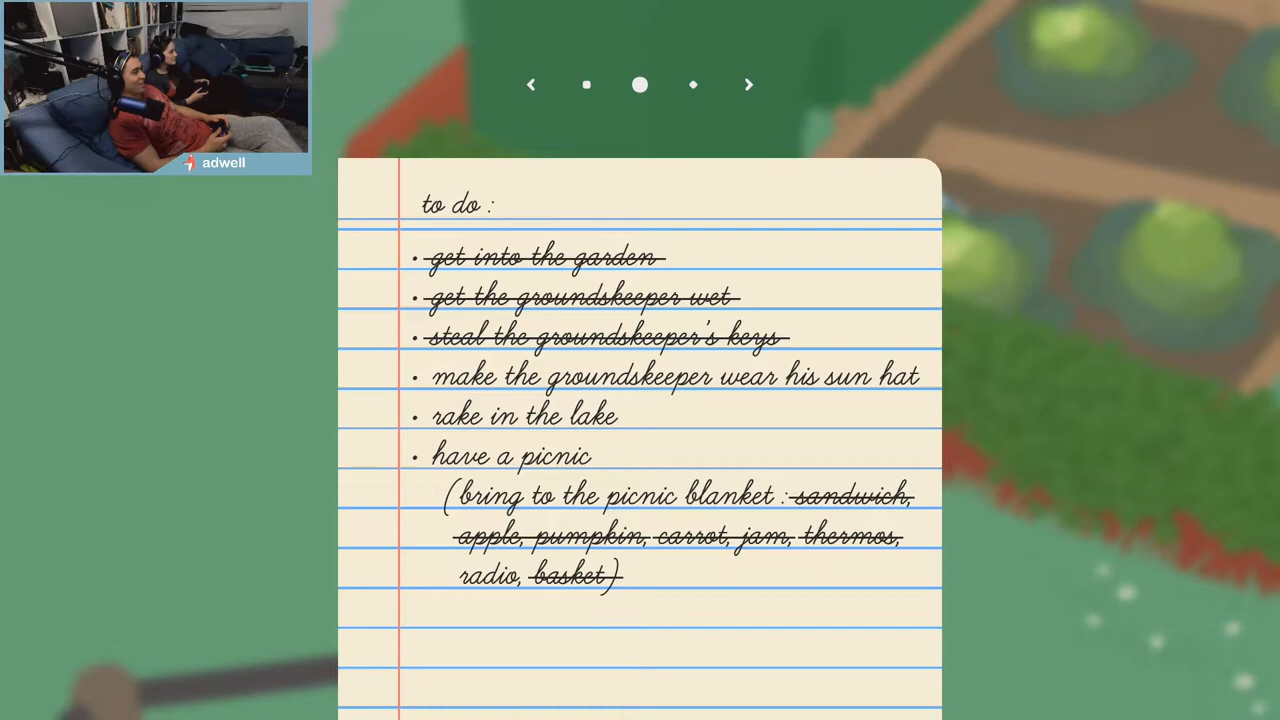 adwell
to do :
• get into the garden
• get the groundskeeper wet
• steal the groundskeeper's keys
• make the groundskeeper wear his sun hat
• rake in the lake
• have a picnic
(bring to the picnic blanket : sandwich,
apple, pumpkin, carrot, jam, thermos,
radio, basket)